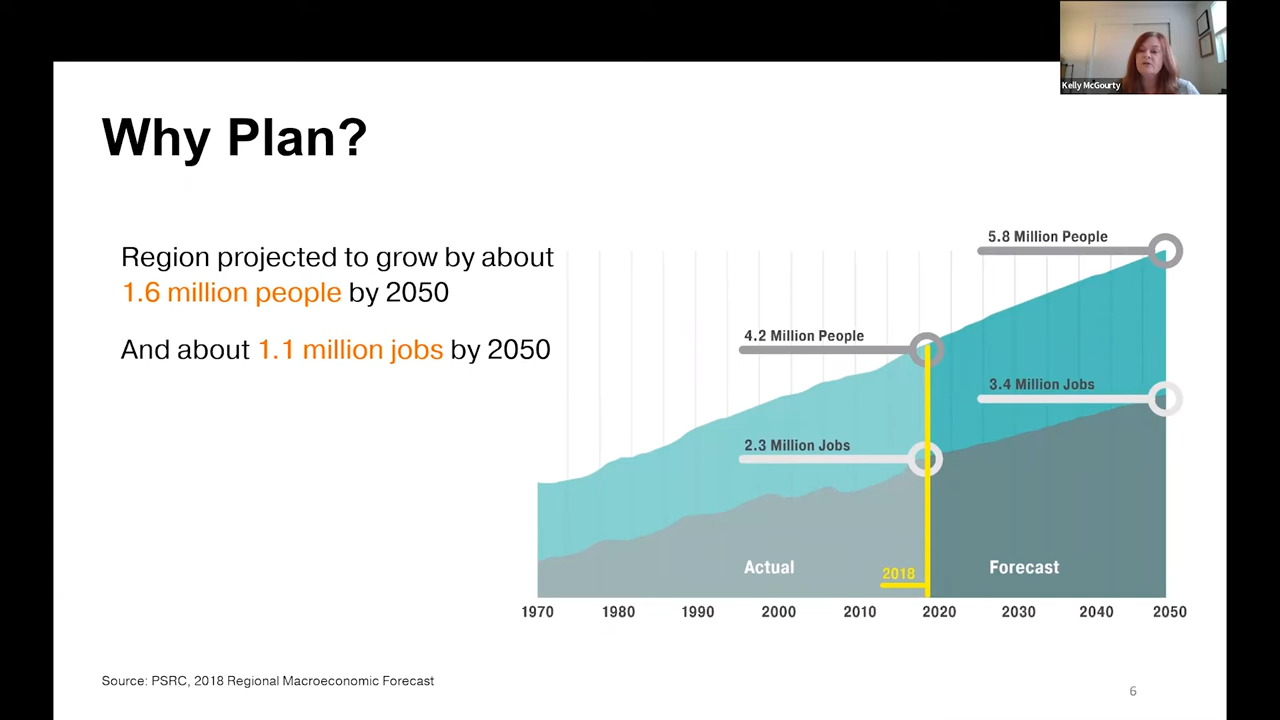 Kelly McGourty
Why Plan?
Region projected to grow by about
1.6 million people by 2050
And about 1.1 million jobs by 2050
5.8 Million People
4.2 Million People
3.4 Million Jobs
2.3 Million Jobs
Actual
2018
Forecast
1970 1980 1990 2000 2010 2020 2030 2040 2050
Source: PSRC, 2018 Regional Macroeconomic Forecast
6